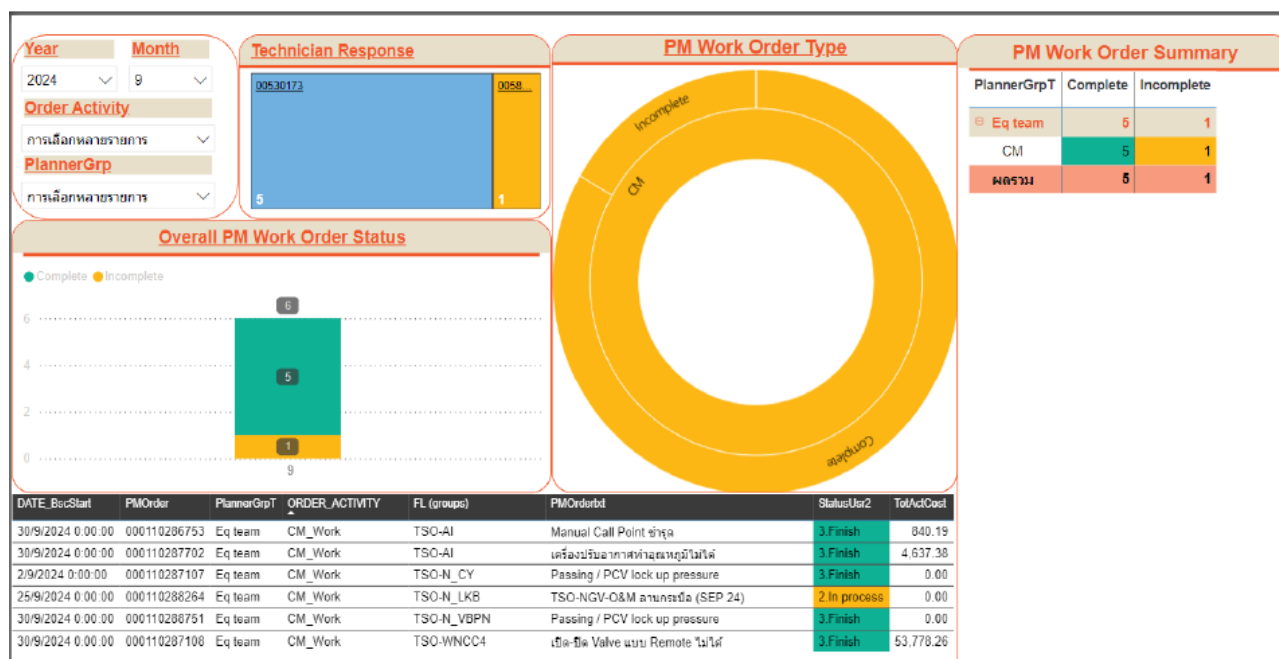 Year Month
2024 9
Order Activity
การเลือกหลายรายการ
PlannerGrp
การเลือกหลายรายการ
Technician Response
00530173 0058...
5 1
Overall PM Work Order Status
Complete Incomplete
6
6
4
5
2
1
0
9
PM Work Order Type
Incomplete
CM
Complete
PM Work Order Summary
PlannerGrpT Complete Incomplete
Eq team 5 1
CM 5 1
ผลรวม 5 1
DATE_BscStart PMOrder PlannerGrpT ORDER_ACTIVITY FL (groups) PMOrdertxt StatusUsr2 TotActCost
30/9/2024 0:00:00 000110286753 Eq team CM_Work TSO-AI Manual Call Point ชำรุด 3.Finish 840.19
30/9/2024 0:00:00 000110287702 Eq team CM_Work TSO-AI เครื่องปรับอากาศทำอุณหภูมิไม่ได้ 3.Finish 4,637.38
2/9/2024 0:00:00 000110287107 Eq team CM_Work TSO-N_CY Passing / PCV lock up pressure 3.Finish 0.00
25/9/2024 0:00:00 000110288264 Eq team CM_Work TSO-N_LKB TSO-NGV-O&M ลานกระบือ (SEP 24) 2.In process 0.00
30/9/2024 0:00:00 000110288751 Eq team CM_Work TSO-N_VBPN Passing / PCV lock up pressure 3.Finish 0.00
30/9/2024 0:00:00 000110287108 Eq team CM_Work TSO-WNCC4 เปิด-ปิด Valve แบบ Remote ไม่ได้ 3.Finish 53,778.26